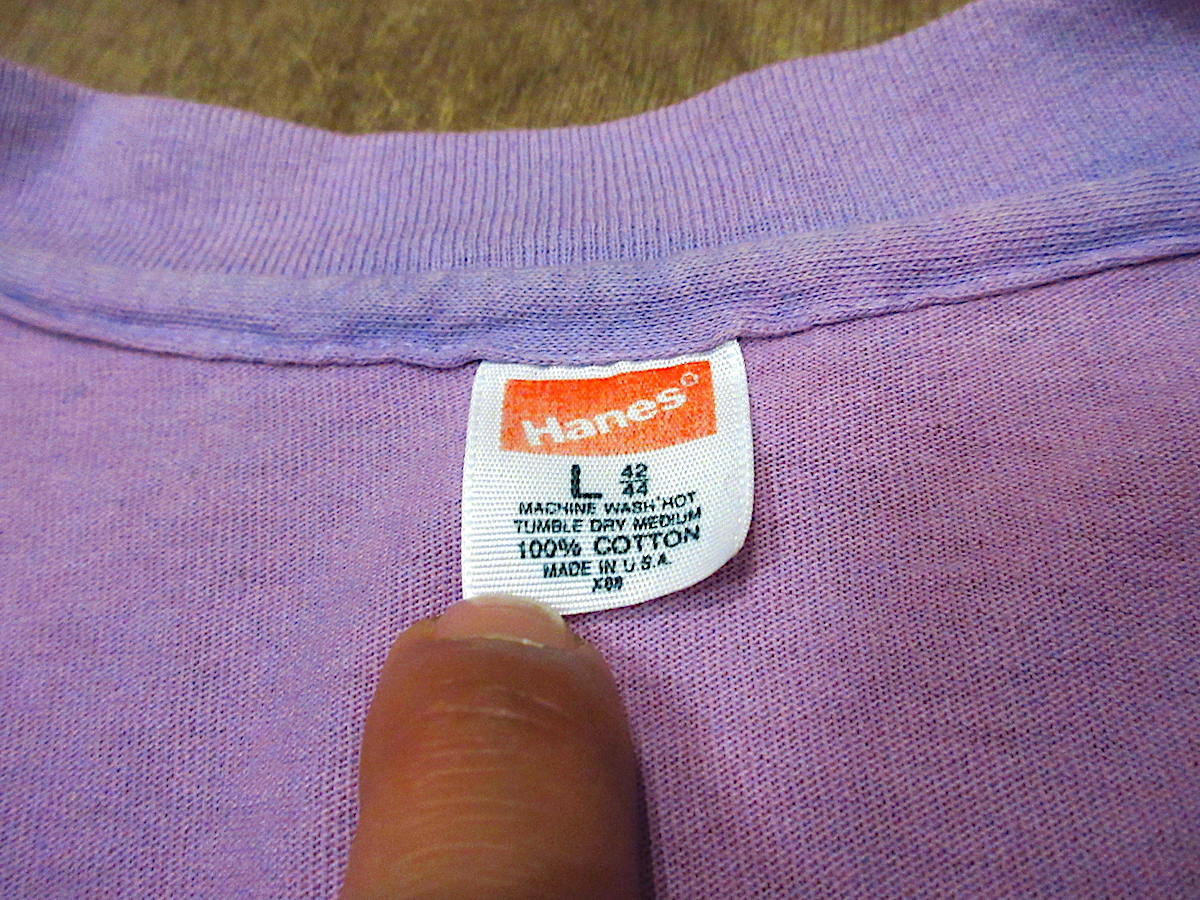 Hanes
L 42/44
MACHINE WASH HOT
TUMBLE DRY MEDIUM
100% COTTON
MADE IN U.S.A.